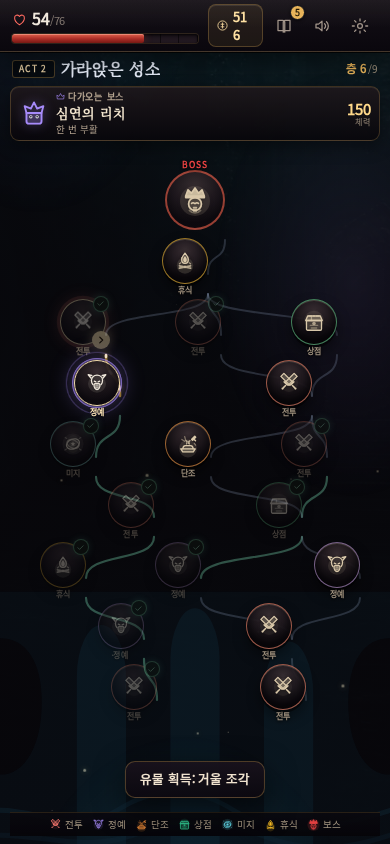 54/76
51
6
5
ACT 2 가라앉은 성소
층 6/9
다가오는 보스
심연의 리치
한 번 부활
150
체력
BOSS
휴식
전투
전투
상점
정예
전투
미지
단조
전투
전투
상점
휴식
정예
정예
정예
전투
전투
전투
유물 획득: 거울 조각
전투 정예 단조 상점 미지 휴식 보스